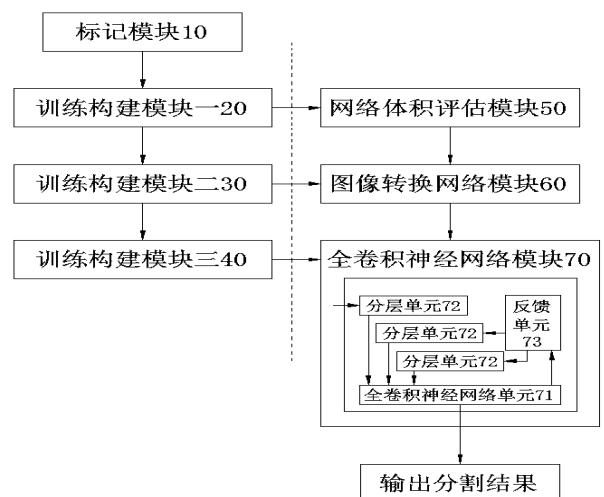 标记模块10
训练构建模块一20
网络体积评估模块50
训练构建模块二30
图像转换网络模块60
训练构建模块三40
全卷积神经网络模块70
分层单元72
反馈
单元
73
分层单元72
分层单元72
全卷积神经网络单元71
输出分割结果